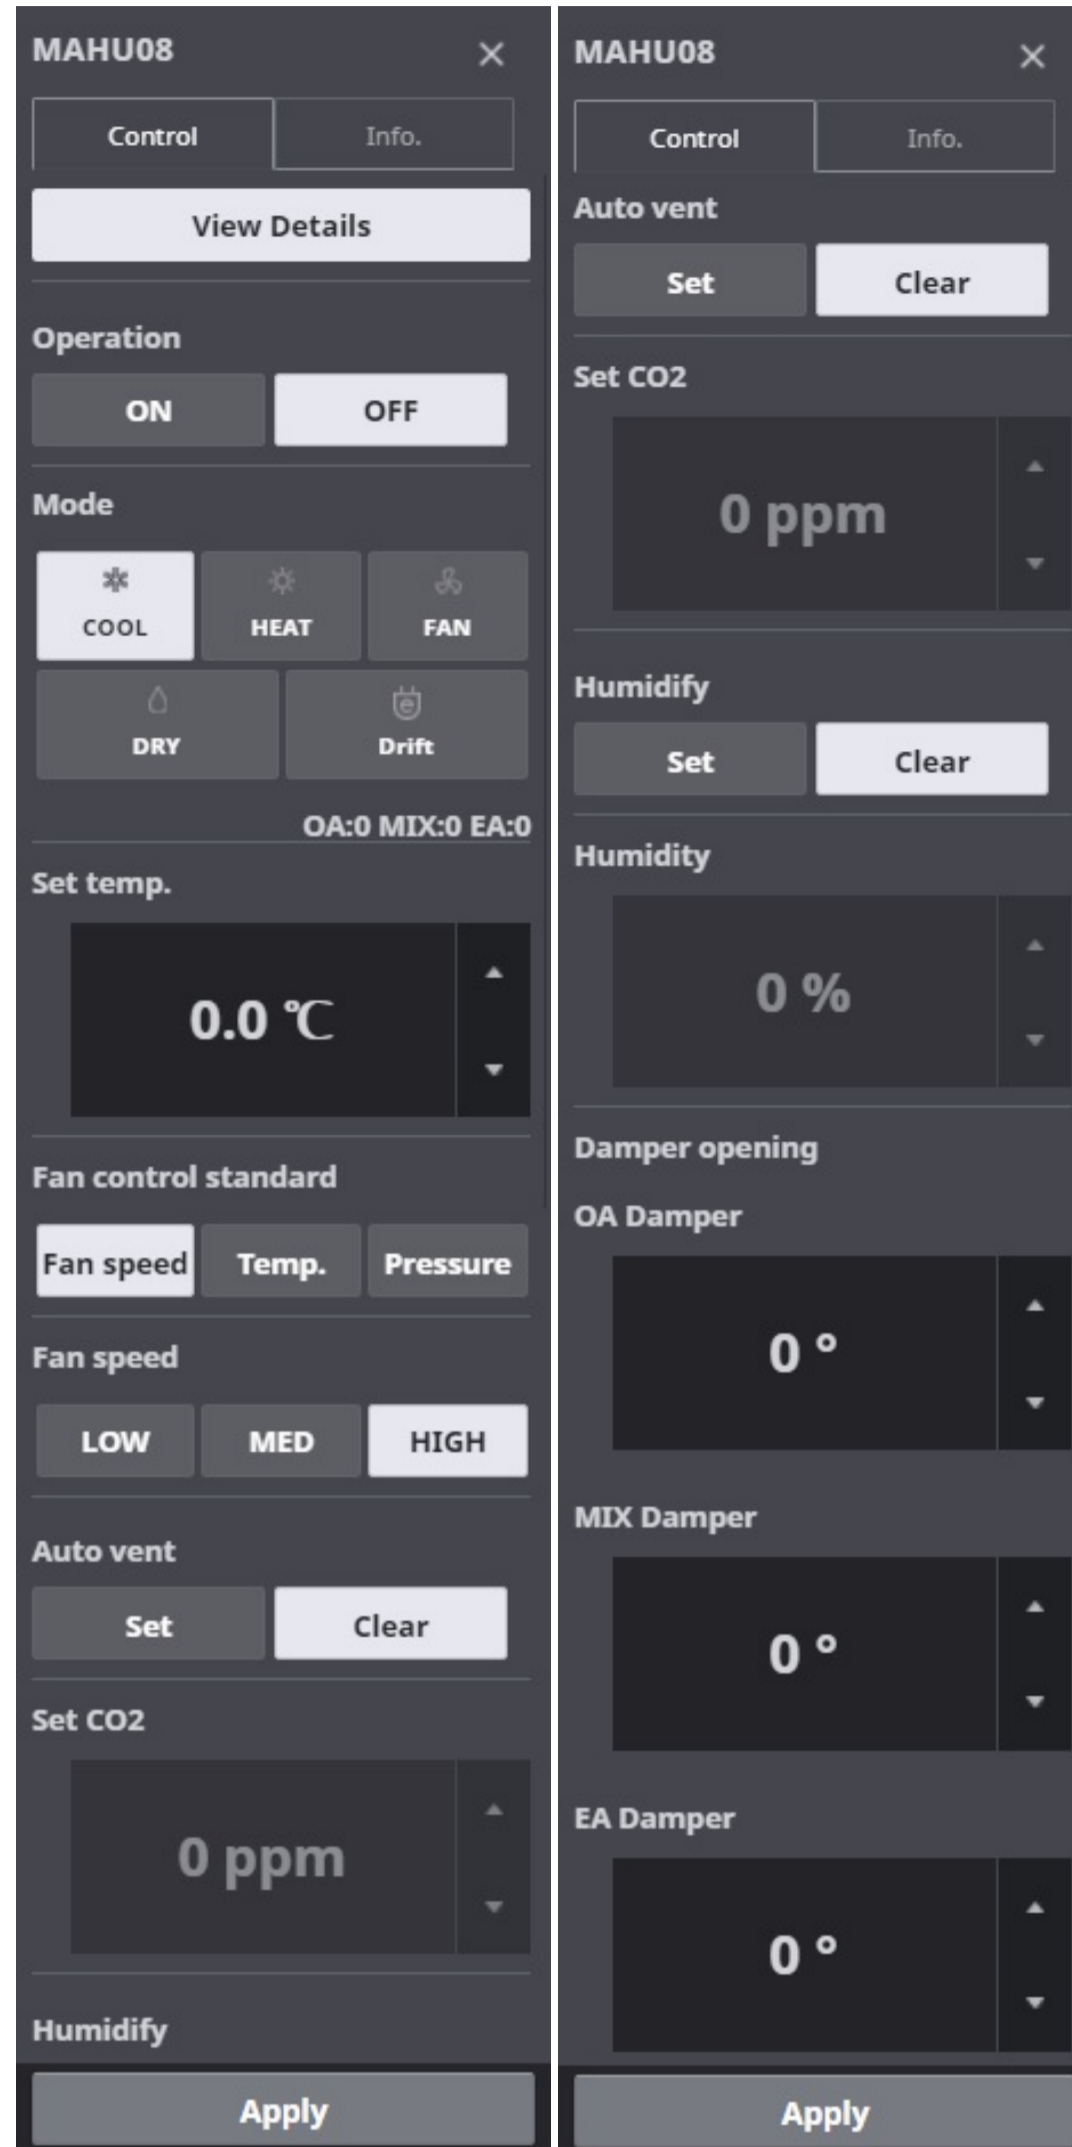 MAHU08
Control Info.
View Details
Operation
ON OFF
Mode
COOL HEAT FAN
DRY Drift
OA:0 MIX:0 EA:0
Set temp.
0.0 ℃
Fan control standard
Fan speed Temp. Pressure
Fan speed
LOW MED HIGH
Auto vent
Set Clear
Set CO2
0 ppm
Humidify
Apply
MAHU08
Control Info.
Auto vent
Set Clear
Set CO2
0 ppm
Humidify
Set Clear
Humidity
0 %
Damper opening
OA Damper
0 °
MIX Damper
0 °
EA Damper
0 °
Apply